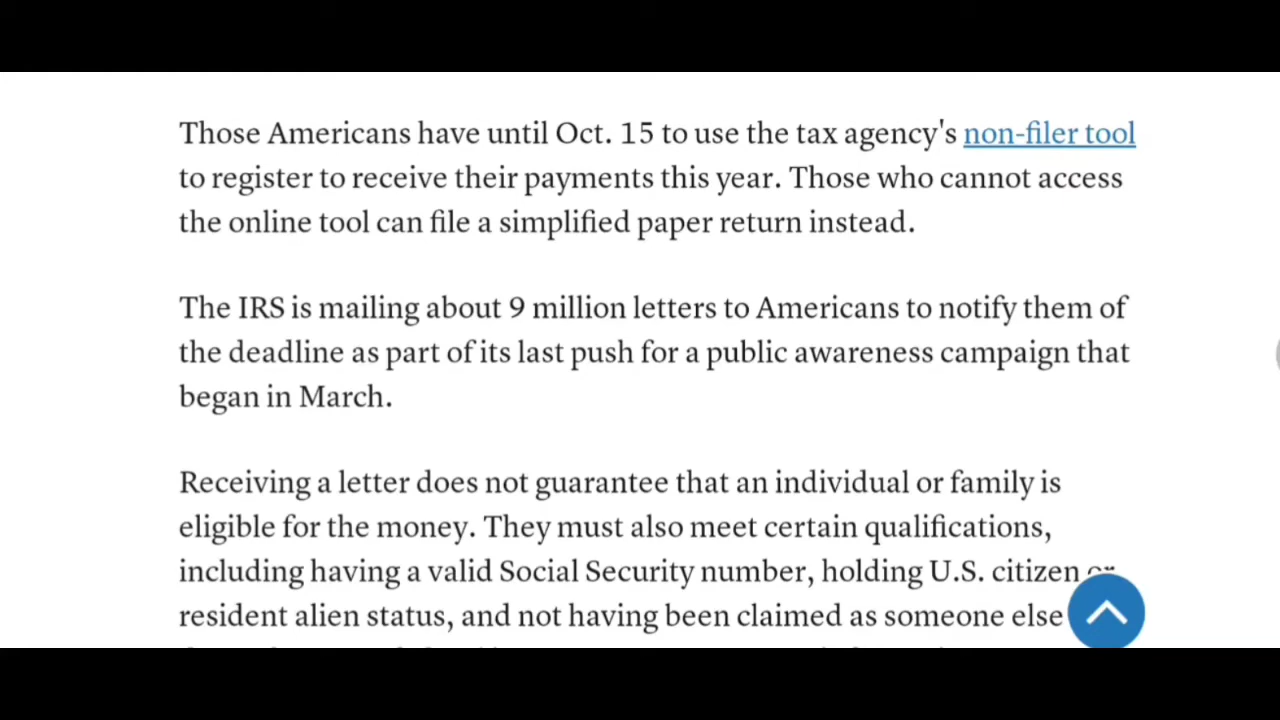 Those Americans have until Oct. 15 to use the tax agency's non-filer tool
to register to receive their payments this year. Those who cannot access
the online tool can file a simplified paper return instead.
The IRS is mailing about 9 million letters to Americans to notify them of
the deadline as part of its last push for a public awareness campaign that
began in March.
Receiving a letter does not guarantee that an individual or family is
eligible for the money. They must also meet certain qualifications,
including having a valid Social Security number, holding U.S. citizen or
resident alien status, and not having been claimed as someone else